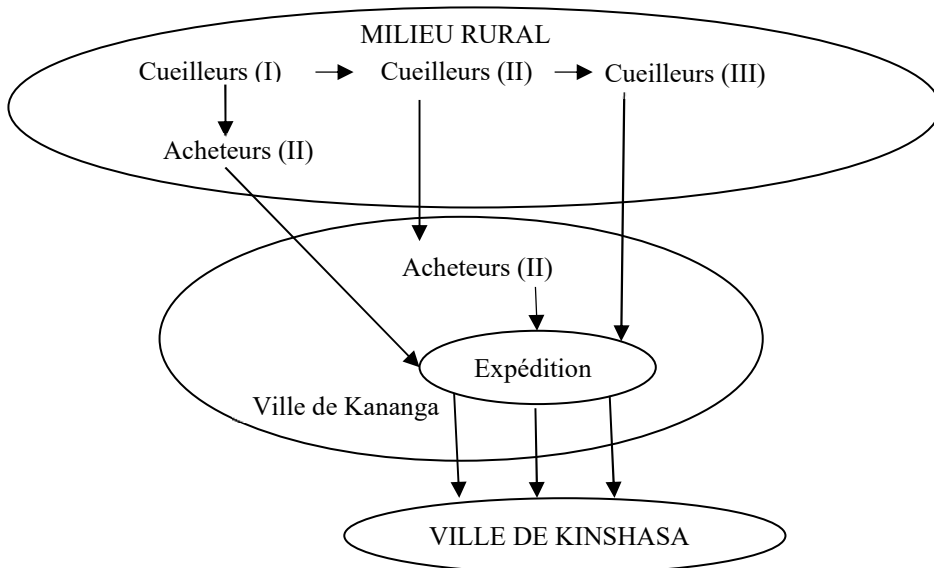 MILIEU RURAL
Cueilleurs (I) Cueilleurs (II) Cueilleurs (III)
Acheteurs (II)
Acheteurs (II)
Expédition
Ville de Kananga
VILLE DE KINSHASA